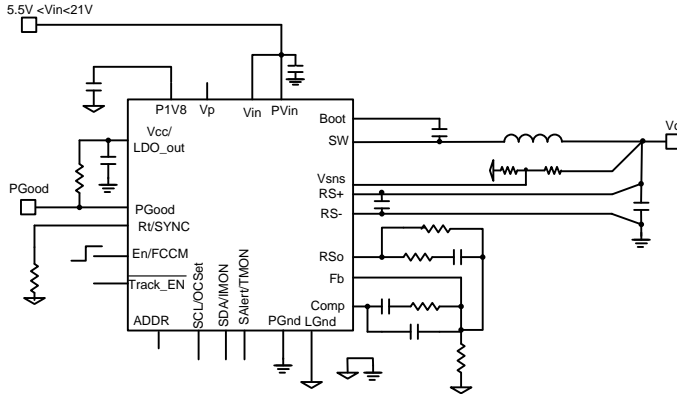 5.5V <Vin<21V
P1V8
Vp
Vin
PVin
Boot
Vcc/
LDO_out
SW
Vsns
RS+
RS-
PGood
PGood
Rt/SYNC
En/FCCM
Track_EN
RSo
Fb
Comp
ADDR
SCL/OCSet
SDA/IMON
SAlert/TMON
PGnd
LGnd